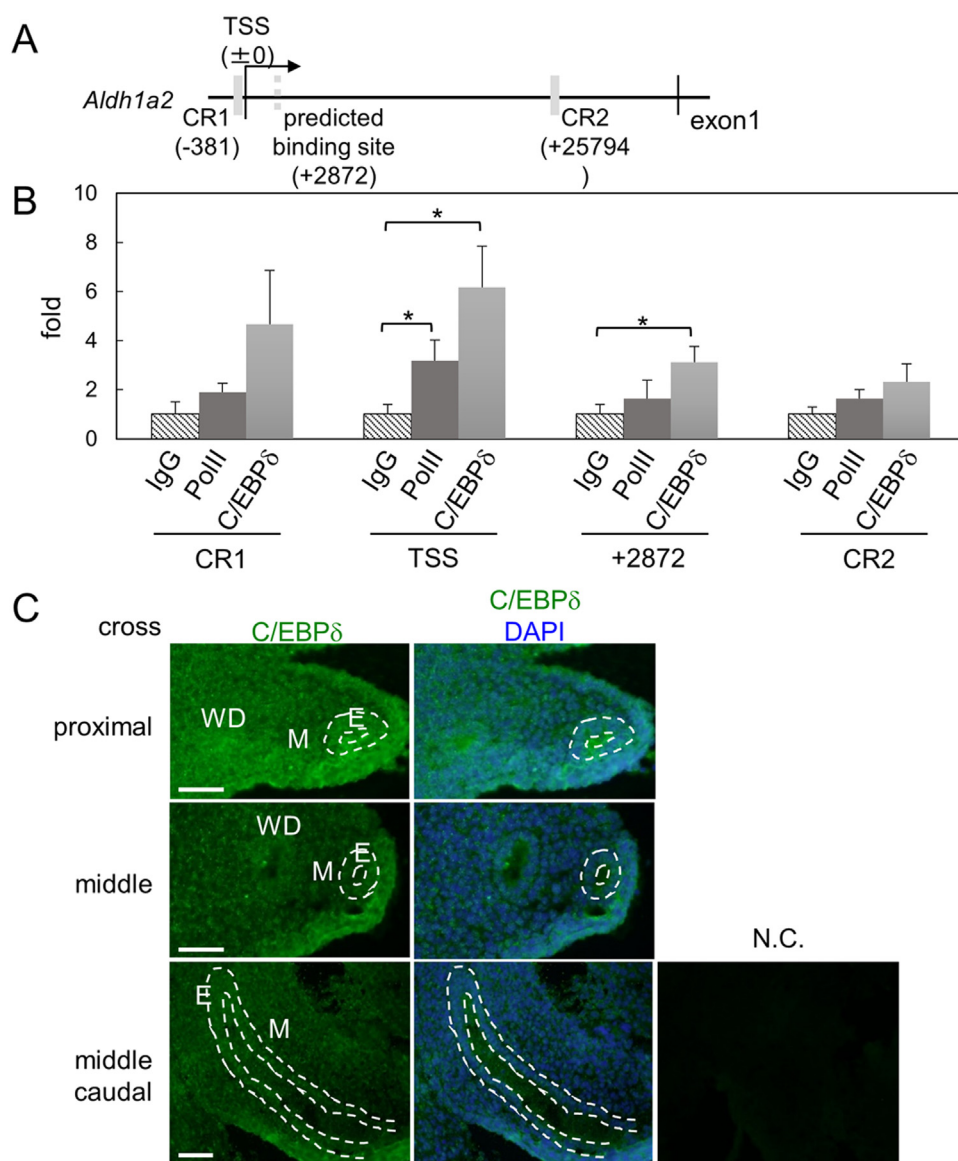 A
TSS
(±0)
Aldh1a2
CR1
(-381)
predicted
binding site
(+2872)
CR2
(+25794
)
exon1
B
10
8
6
4
2
0
fold
*
*
*
IgG
PolII
C/EBPδ
IgG
PolII
C/EBPδ
IgG
PolII
C/EBPδ
IgG
PolII
C/EBPδ
CR1
TSS
+2872
CR2
C
cross
C/EBPδ
C/EBPδ
DAPI
proximal
WD
E
M
middle
WD
E
M
N.C.
middle
caudal
E
M